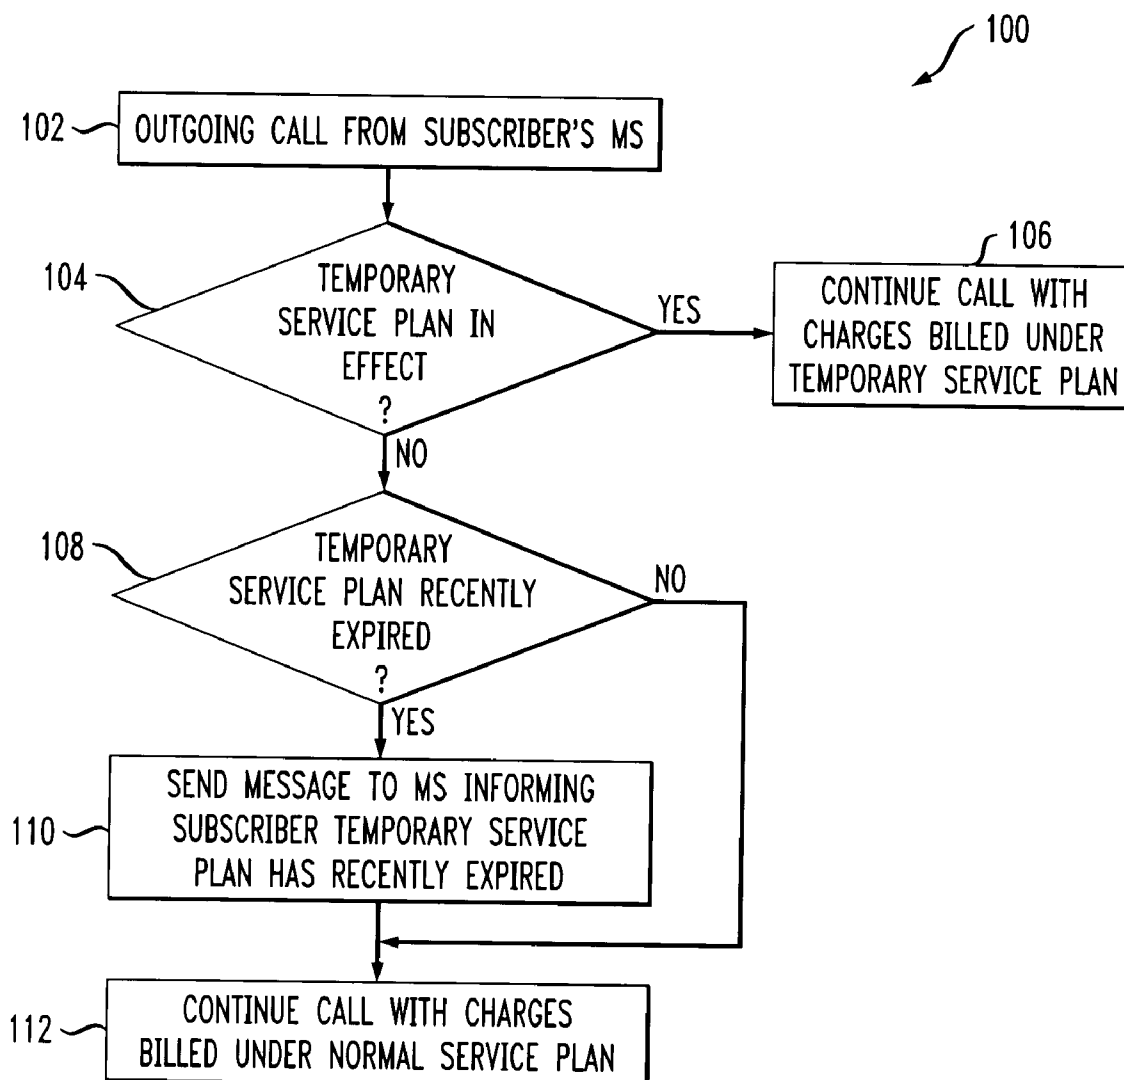 100
102
OUTGOING CALL FROM SUBSCRIBER'S MS
104
TEMPORARY
SERVICE PLAN IN
EFFECT
?
YES
106
CONTINUE CALL WITH
CHARGES BILLED UNDER
TEMPORARY SERVICE PLAN
NO
108
TEMPORARY
SERVICE PLAN RECENTLY
EXPIRED
?
NO
YES
110
SEND MESSAGE TO MS INFORMING
SUBSCRIBER TEMPORARY SERVICE
PLAN HAS RECENTLY EXPIRED
112
CONTINUE CALL WITH CHARGES
BILLED UNDER NORMAL SERVICE PLAN